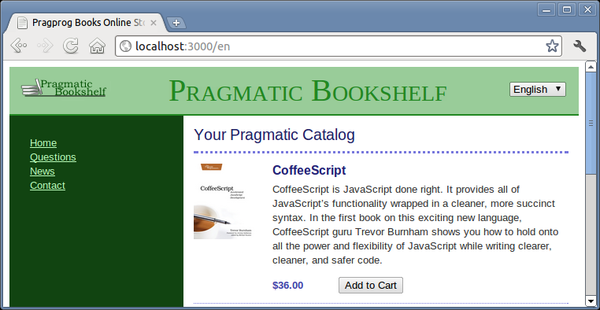 Pragprog Books Online St
localhost:3000/en
Pragmatic
Bookshelf
PRAGMATIC BOOKSHELF
English
Home
Questions
News
Contact
Your Pragmatic Catalog
CoffeeScript
CoffeeScript
CoffeeScript is JavaScript done right. It provides all of
JavaScript's functionality wrapped in a cleaner, more succinct
syntax. In the first book on this exciting new language,
CoffeeScript guru Trevor Burnham shows you how to hold onto
all the power and flexibility of JavaScript while writing clearer,
cleaner, and safer code.
$36.00
Add to Cart